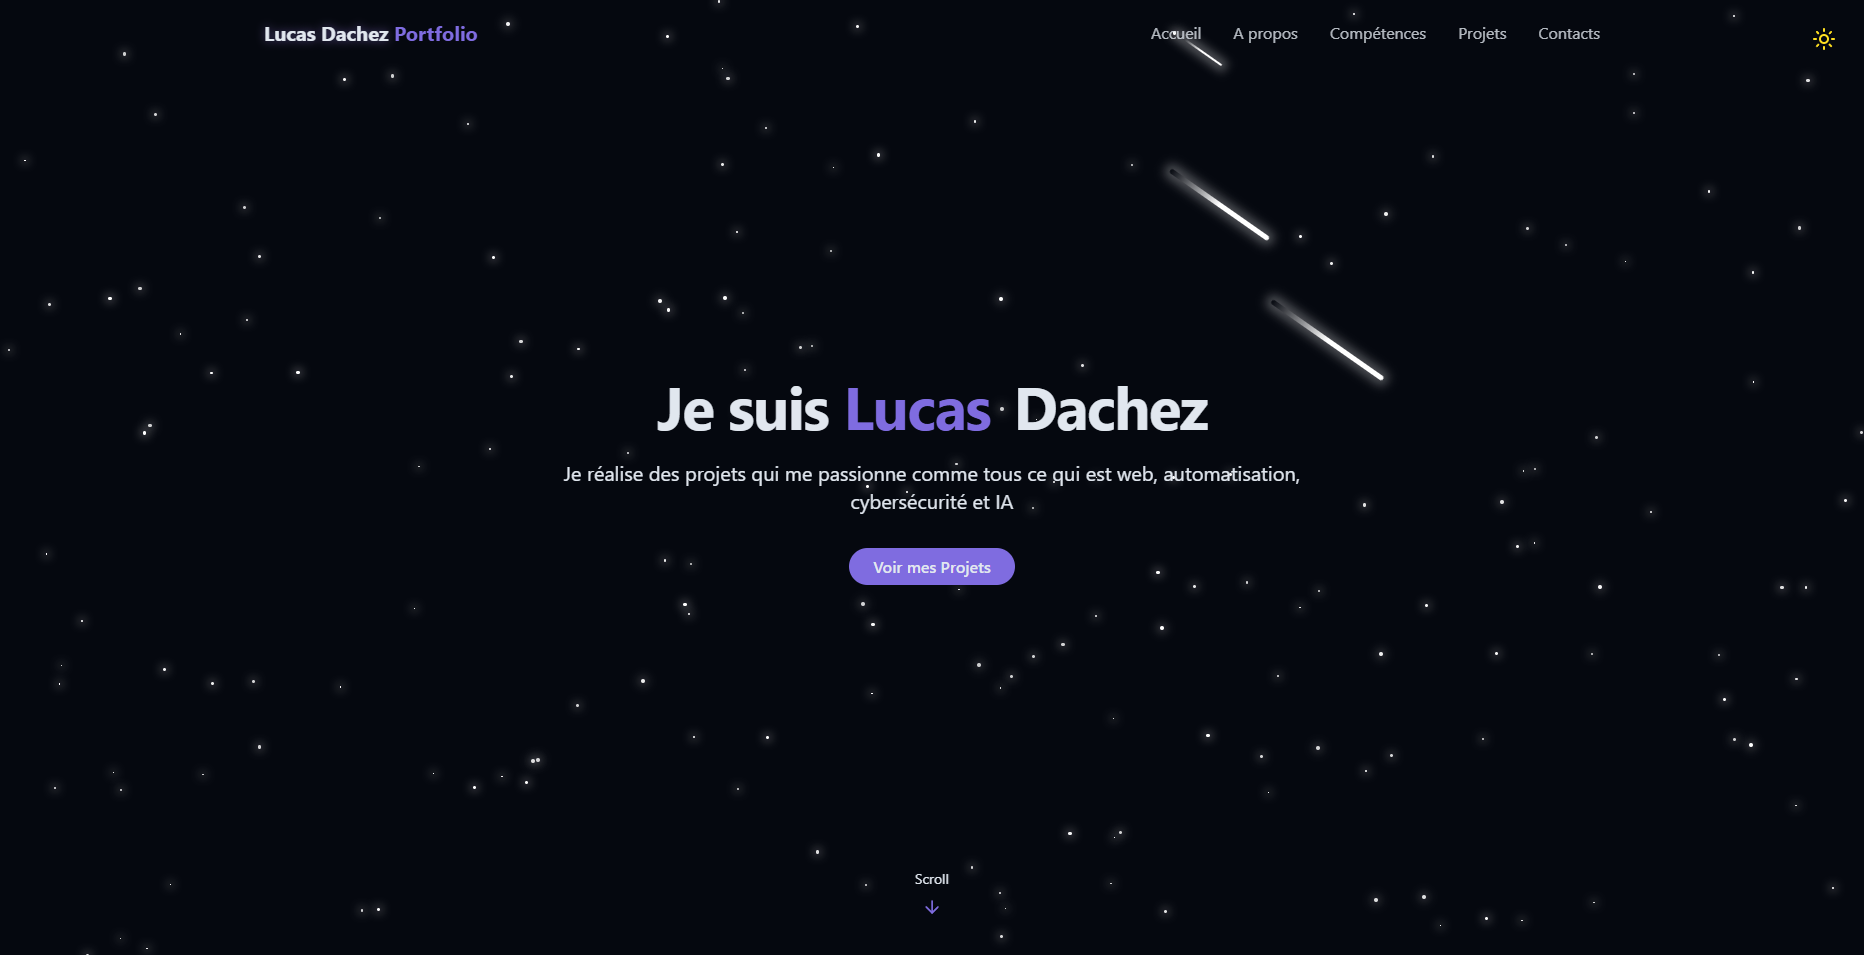 Lucas Dachez Portfolio
Accueil A propos Compétences Projets Contacts
Je suis Lucas Dachez
Je réalise des projets qui me passionne comme tous ce qui est web, automatisation,
cybersécurité et IA
Voir mes Projets
Scroll